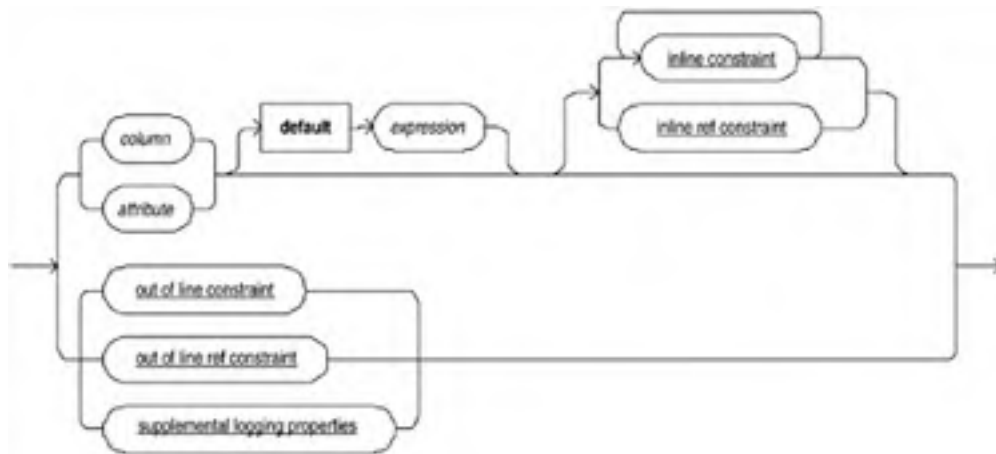 inline constraint
inline ref constraint
default
expression
column
attribute
out of line constraint
out of line ref constraint
supplemental logging properties